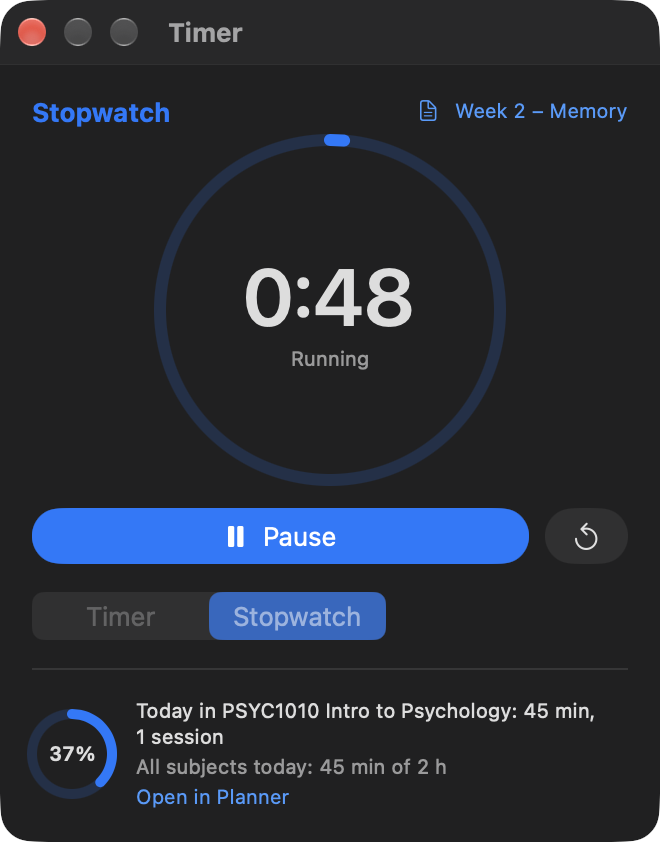 Timer
Stopwatch
Week 2 – Memory
0:48
Running
Pause
Timer
Stopwatch
37%
Today in PSYC1010 Intro to Psychology: 45 min,
1 session
All subjects today: 45 min of 2 h
Open in Planner